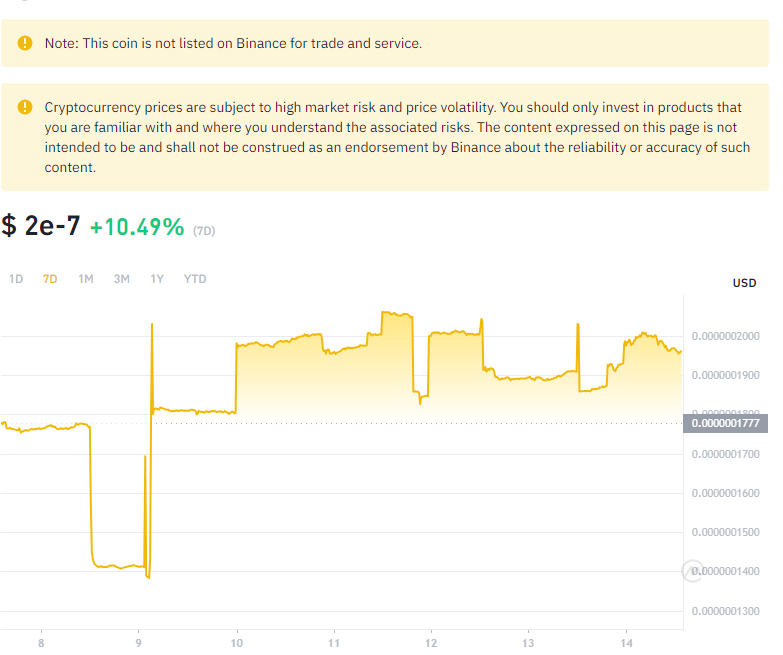 Note: This coin is not listed on Binance for trade and service.
Cryptocurrency prices are subject to high market risk and price volatility. You should only invest in products that
you are familiar with and where you understand the associated risks. The content expressed on this page is not
intended to be and shall not be construed as an endorsement by Binance about the reliability or accuracy of such
content.
$ 2e-7 +10.49% (7D)
1D 7D 1M 3M 1Y YTD
USD
0.0000002000
0.0000001900
0.0000001800
0.0000001777
0.0000001700
0.0000001600
0.0000001500
0.0000001400
0.0000001300
8 9 10 11 12 13 14